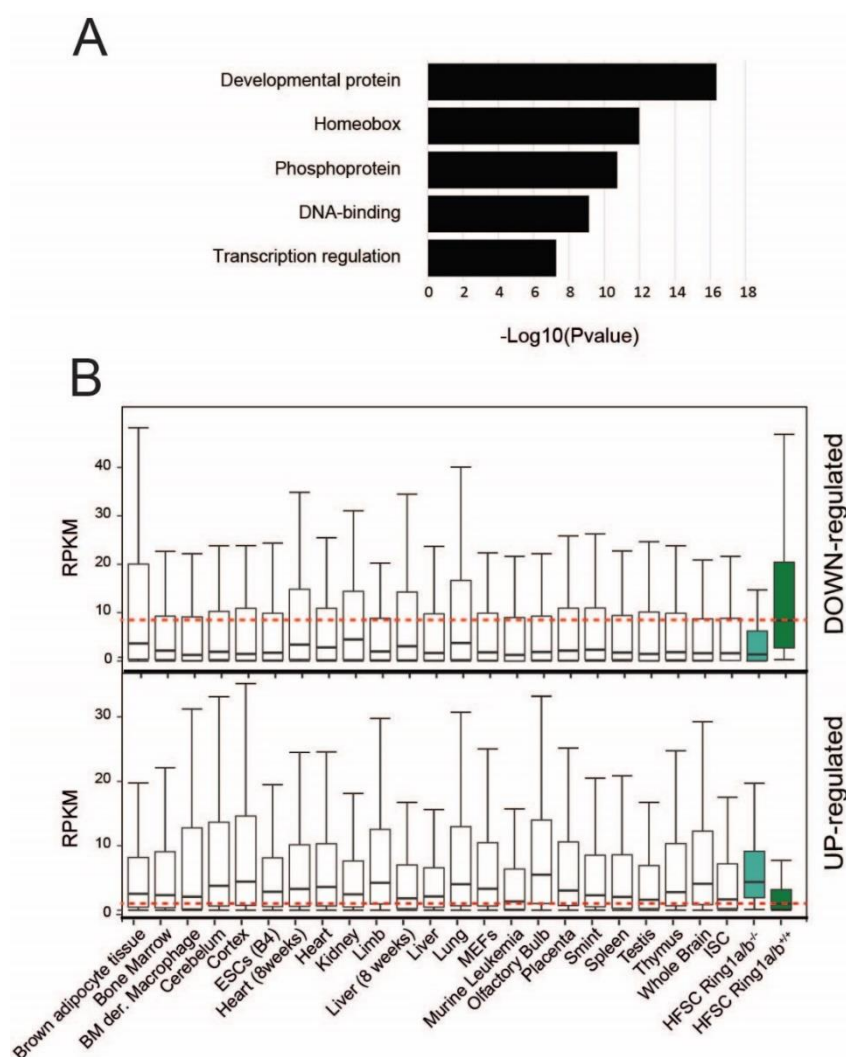 A
Developmental protein
Homeobox
Phosphoprotein
DNA-binding
Transcription regulation
0 2 4 6 8 10 12 14 16 18
-Log10(Pvalue)
B
RPKM
40
30
20
10
0
DOWN-regulated
RPKM
30
20
10
0
UP-regulated
Brown adipocyte tissue
Bone Marrow
BM der. Macrophage
Cerebellum
Cortex
ESCs (B4)
Heart (8weeks)
Heart
Kidney
Limb
Liver (8 weeks)
Liver
Lung
MEFs
Murine Leukemia
Olfactory Bulb
Placenta
Smint
Spleen
Testis
Thymus
Whole Brain
ISC
HFSC Ring1a/b-/-
HFSC Ring1a/b+/+